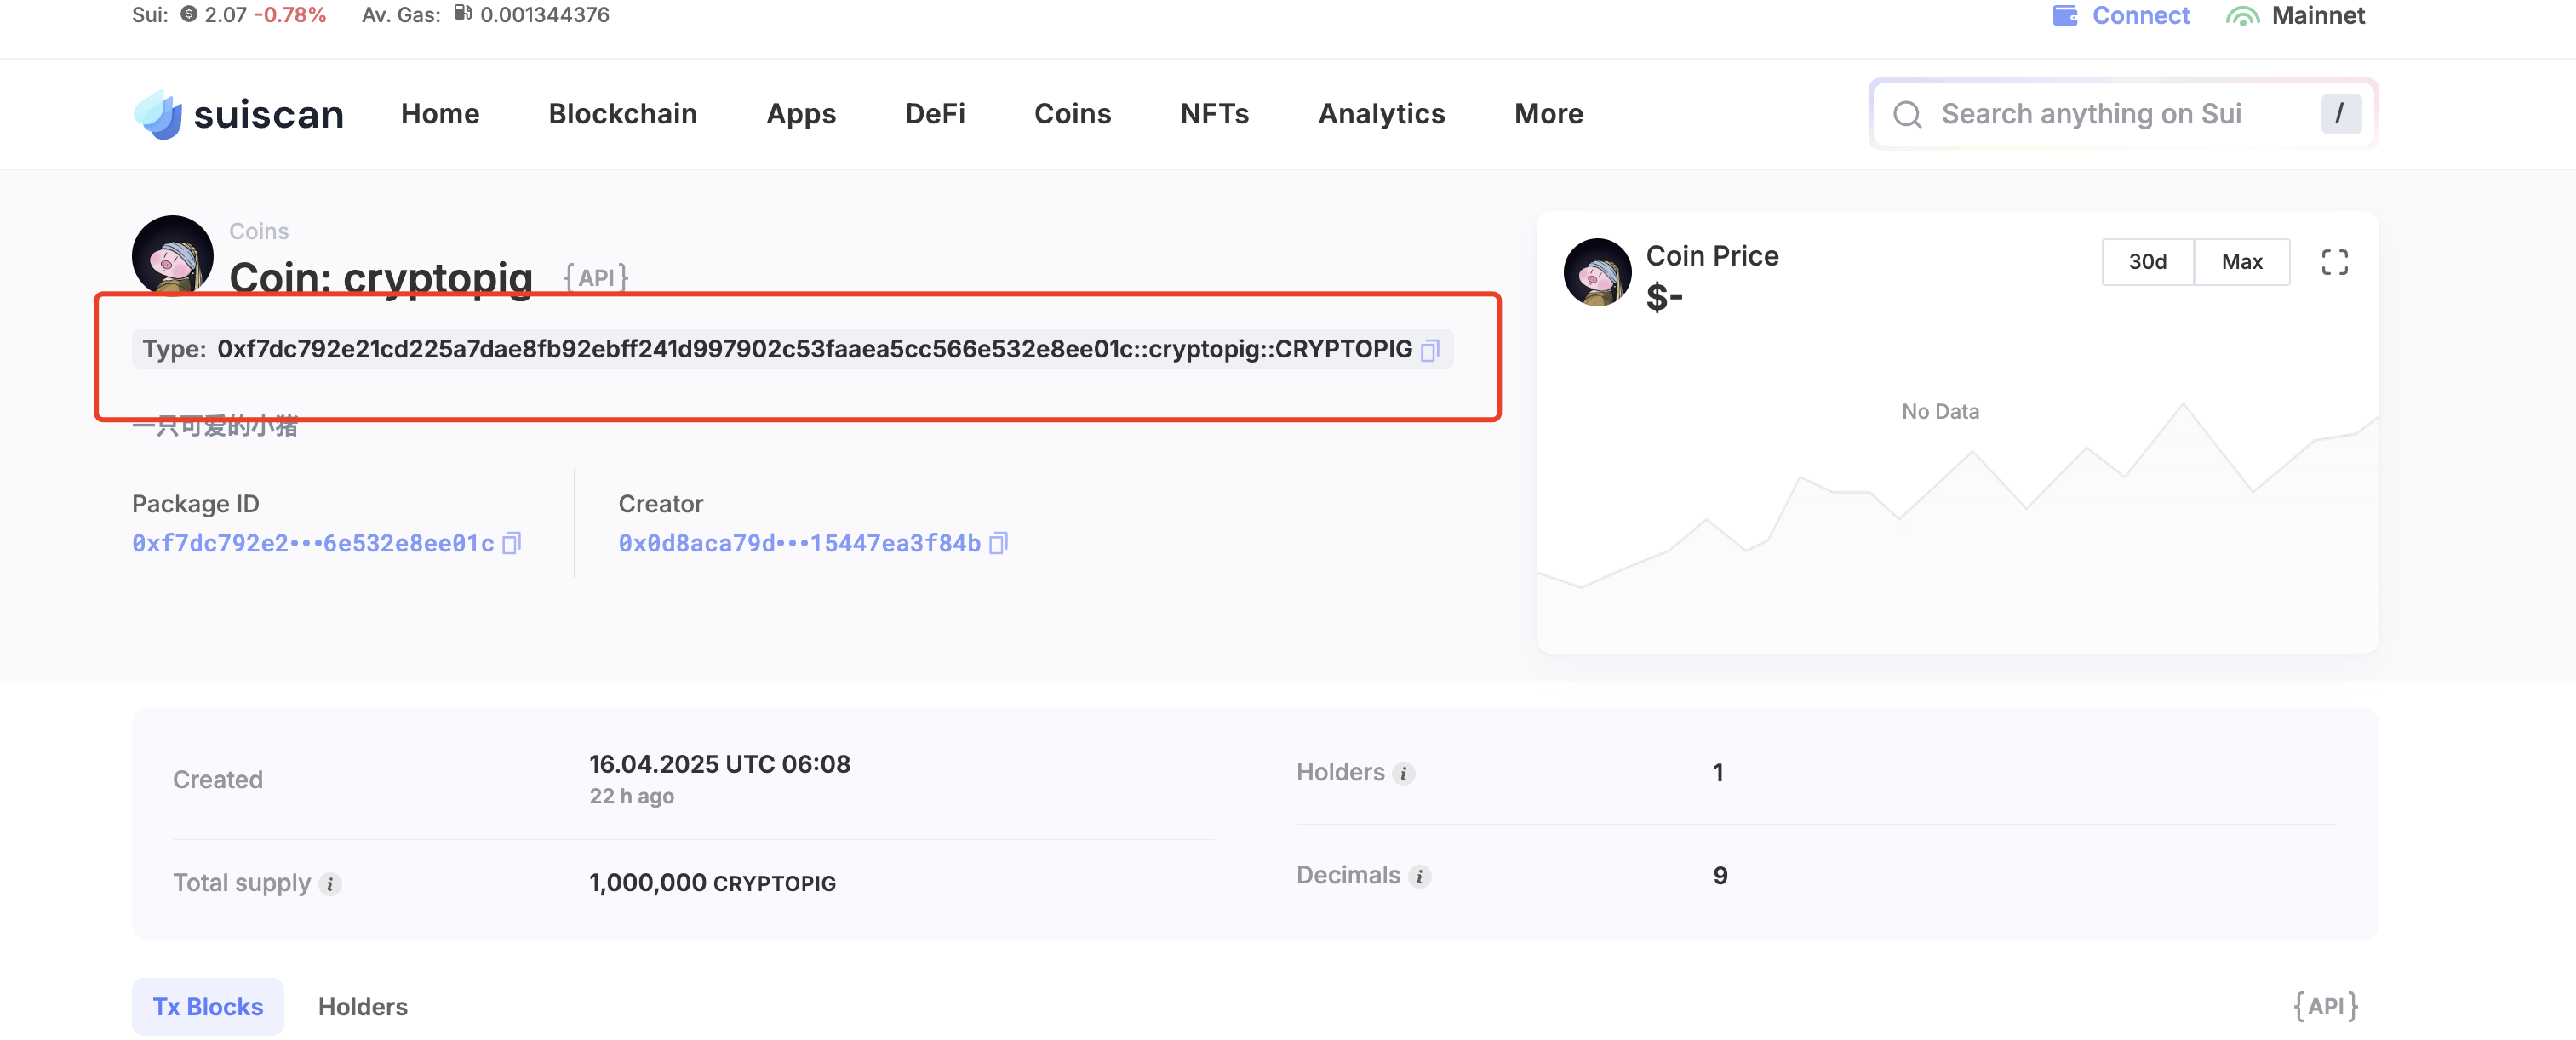 Sui: 2.07 -0.78% Av. Gas: 0.001344376 Connect Mainnet
suiscan Home Blockchain Apps DeFi Coins NFTs Analytics More Search anything on Sui /
Coins
Coin: cryptopig {API}
Type: 0xf7dc792e21cd225a7dae8fb92ebff241d997902c53faaea5cc566e532e8ee01c::cryptopig::CRYPTOPIG
一只可爱的小猪
Package ID
0xf7dc792e2•••6e532e8ee01c
Creator
0x0d8aca79d•••15447ea3f84b
Coin Price
$-
30d Max
No Data
Created
16.04.2025 UTC 06:08
22 h ago
Total supply
1,000,000 CRYPTOPIG
Holders 1
Decimals 9
Tx Blocks Holders {API}